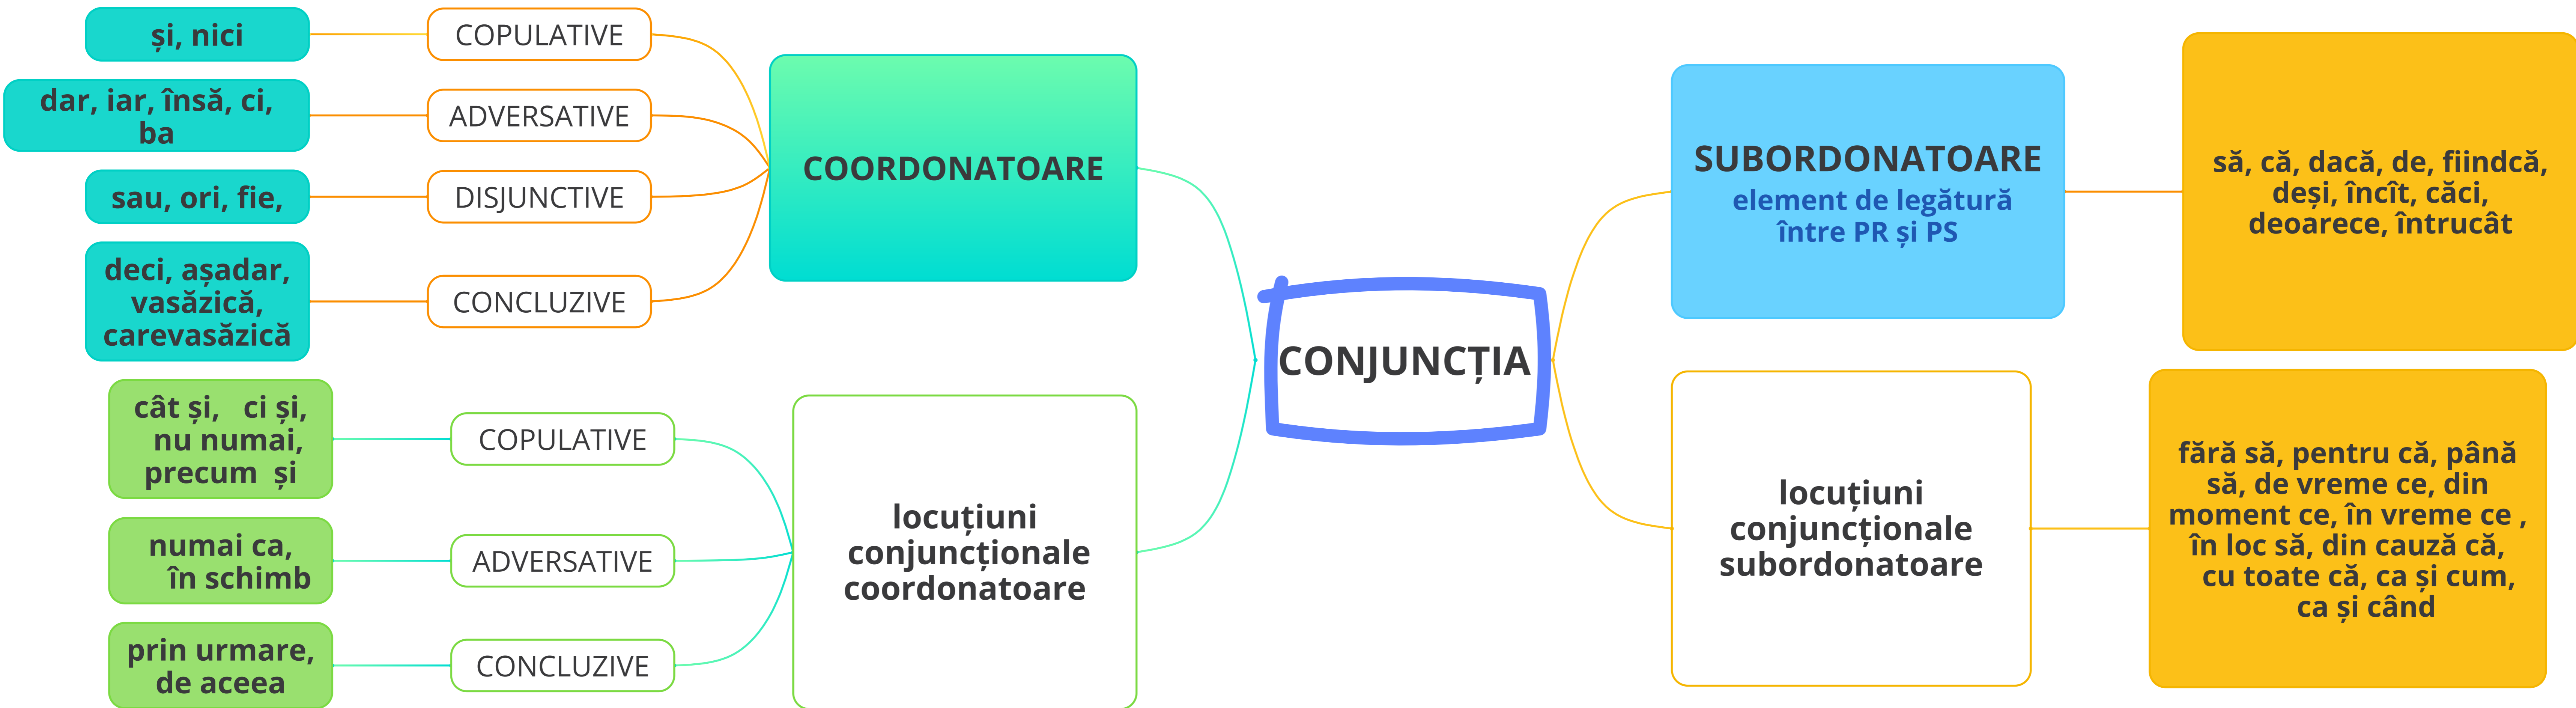 și, nici
COPULATIVE
dar, iar, însă, ci,
ba
ADVERSATIVE
sau, ori, fie,
DISJUNCTIVE
deci, așadar,
vasăzică,
carevasăzică
CONCLUZIVE
COORDONATOARE
cât și, ci și,
nu numai,
precum și
COPULATIVE
numai ca,
în schimb
ADVERSATIVE
prin urmare,
de aceea
CONCLUZIVE
locuțiuni
conjuncționale
coordonatoare
CONJUNCȚIA
SUBORDONATOARE
element de legătură
între PR și PS
să, că, dacă, de, fiindcă,
deși, încît, căci,
deoarece, întrucât
locuțiuni
conjuncționale
subordonatoare
fără să, pentru că, până
să, de vreme ce, din
moment ce, în vreme ce ,
în loc să, din cauză că,
cu toate că, ca și cum,
ca și când